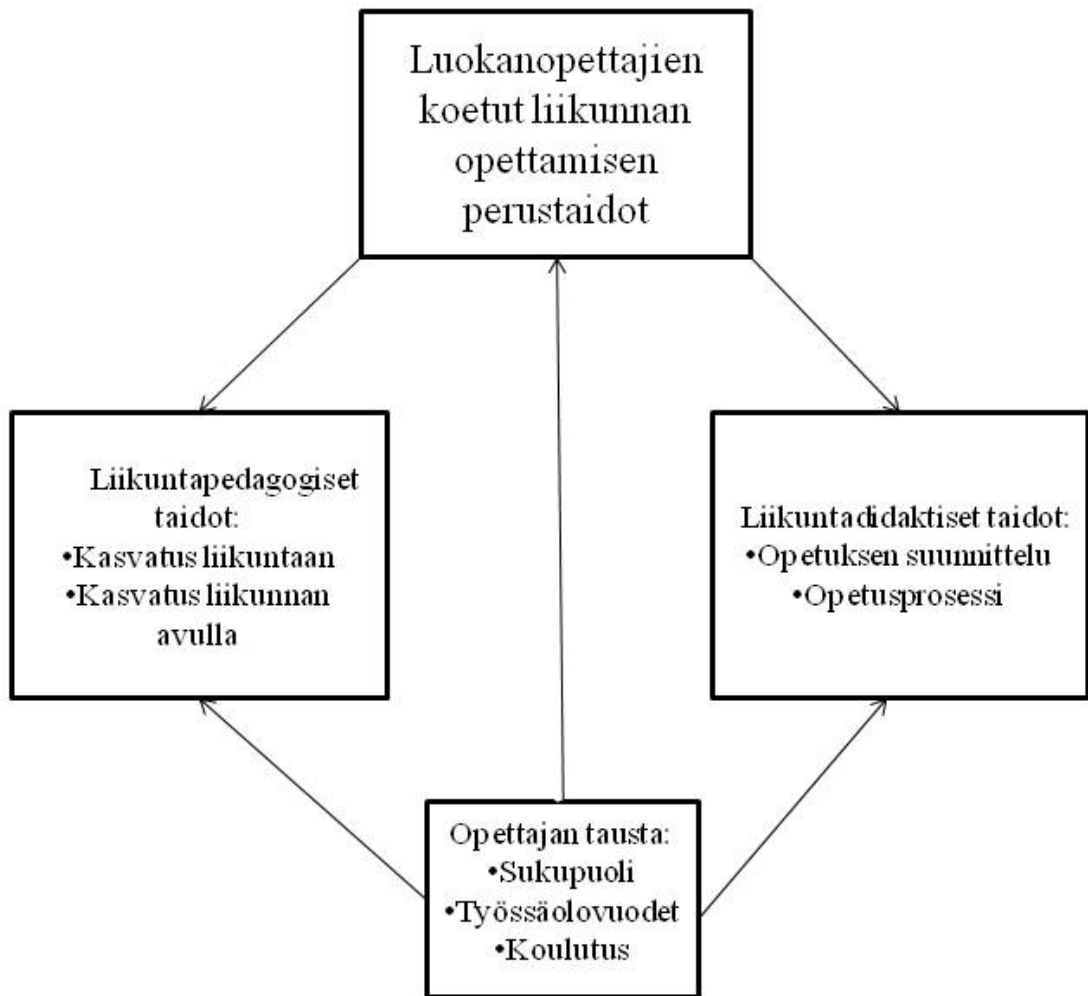 Luokanopettajien
koetut liikunnan
opettamisen
perustaidot
Liikuntapedagogiset
taidot:
•Kasvatus liikuntaan
•Kasvatus liikunnan
avulla
Liikuntadidaktiset taidot:
•Opetuksen suunnittelu
•Opetusprosessi
Opettajan tausta:
•Sukupuoli
•Työssäolovuodet
•Koulutus